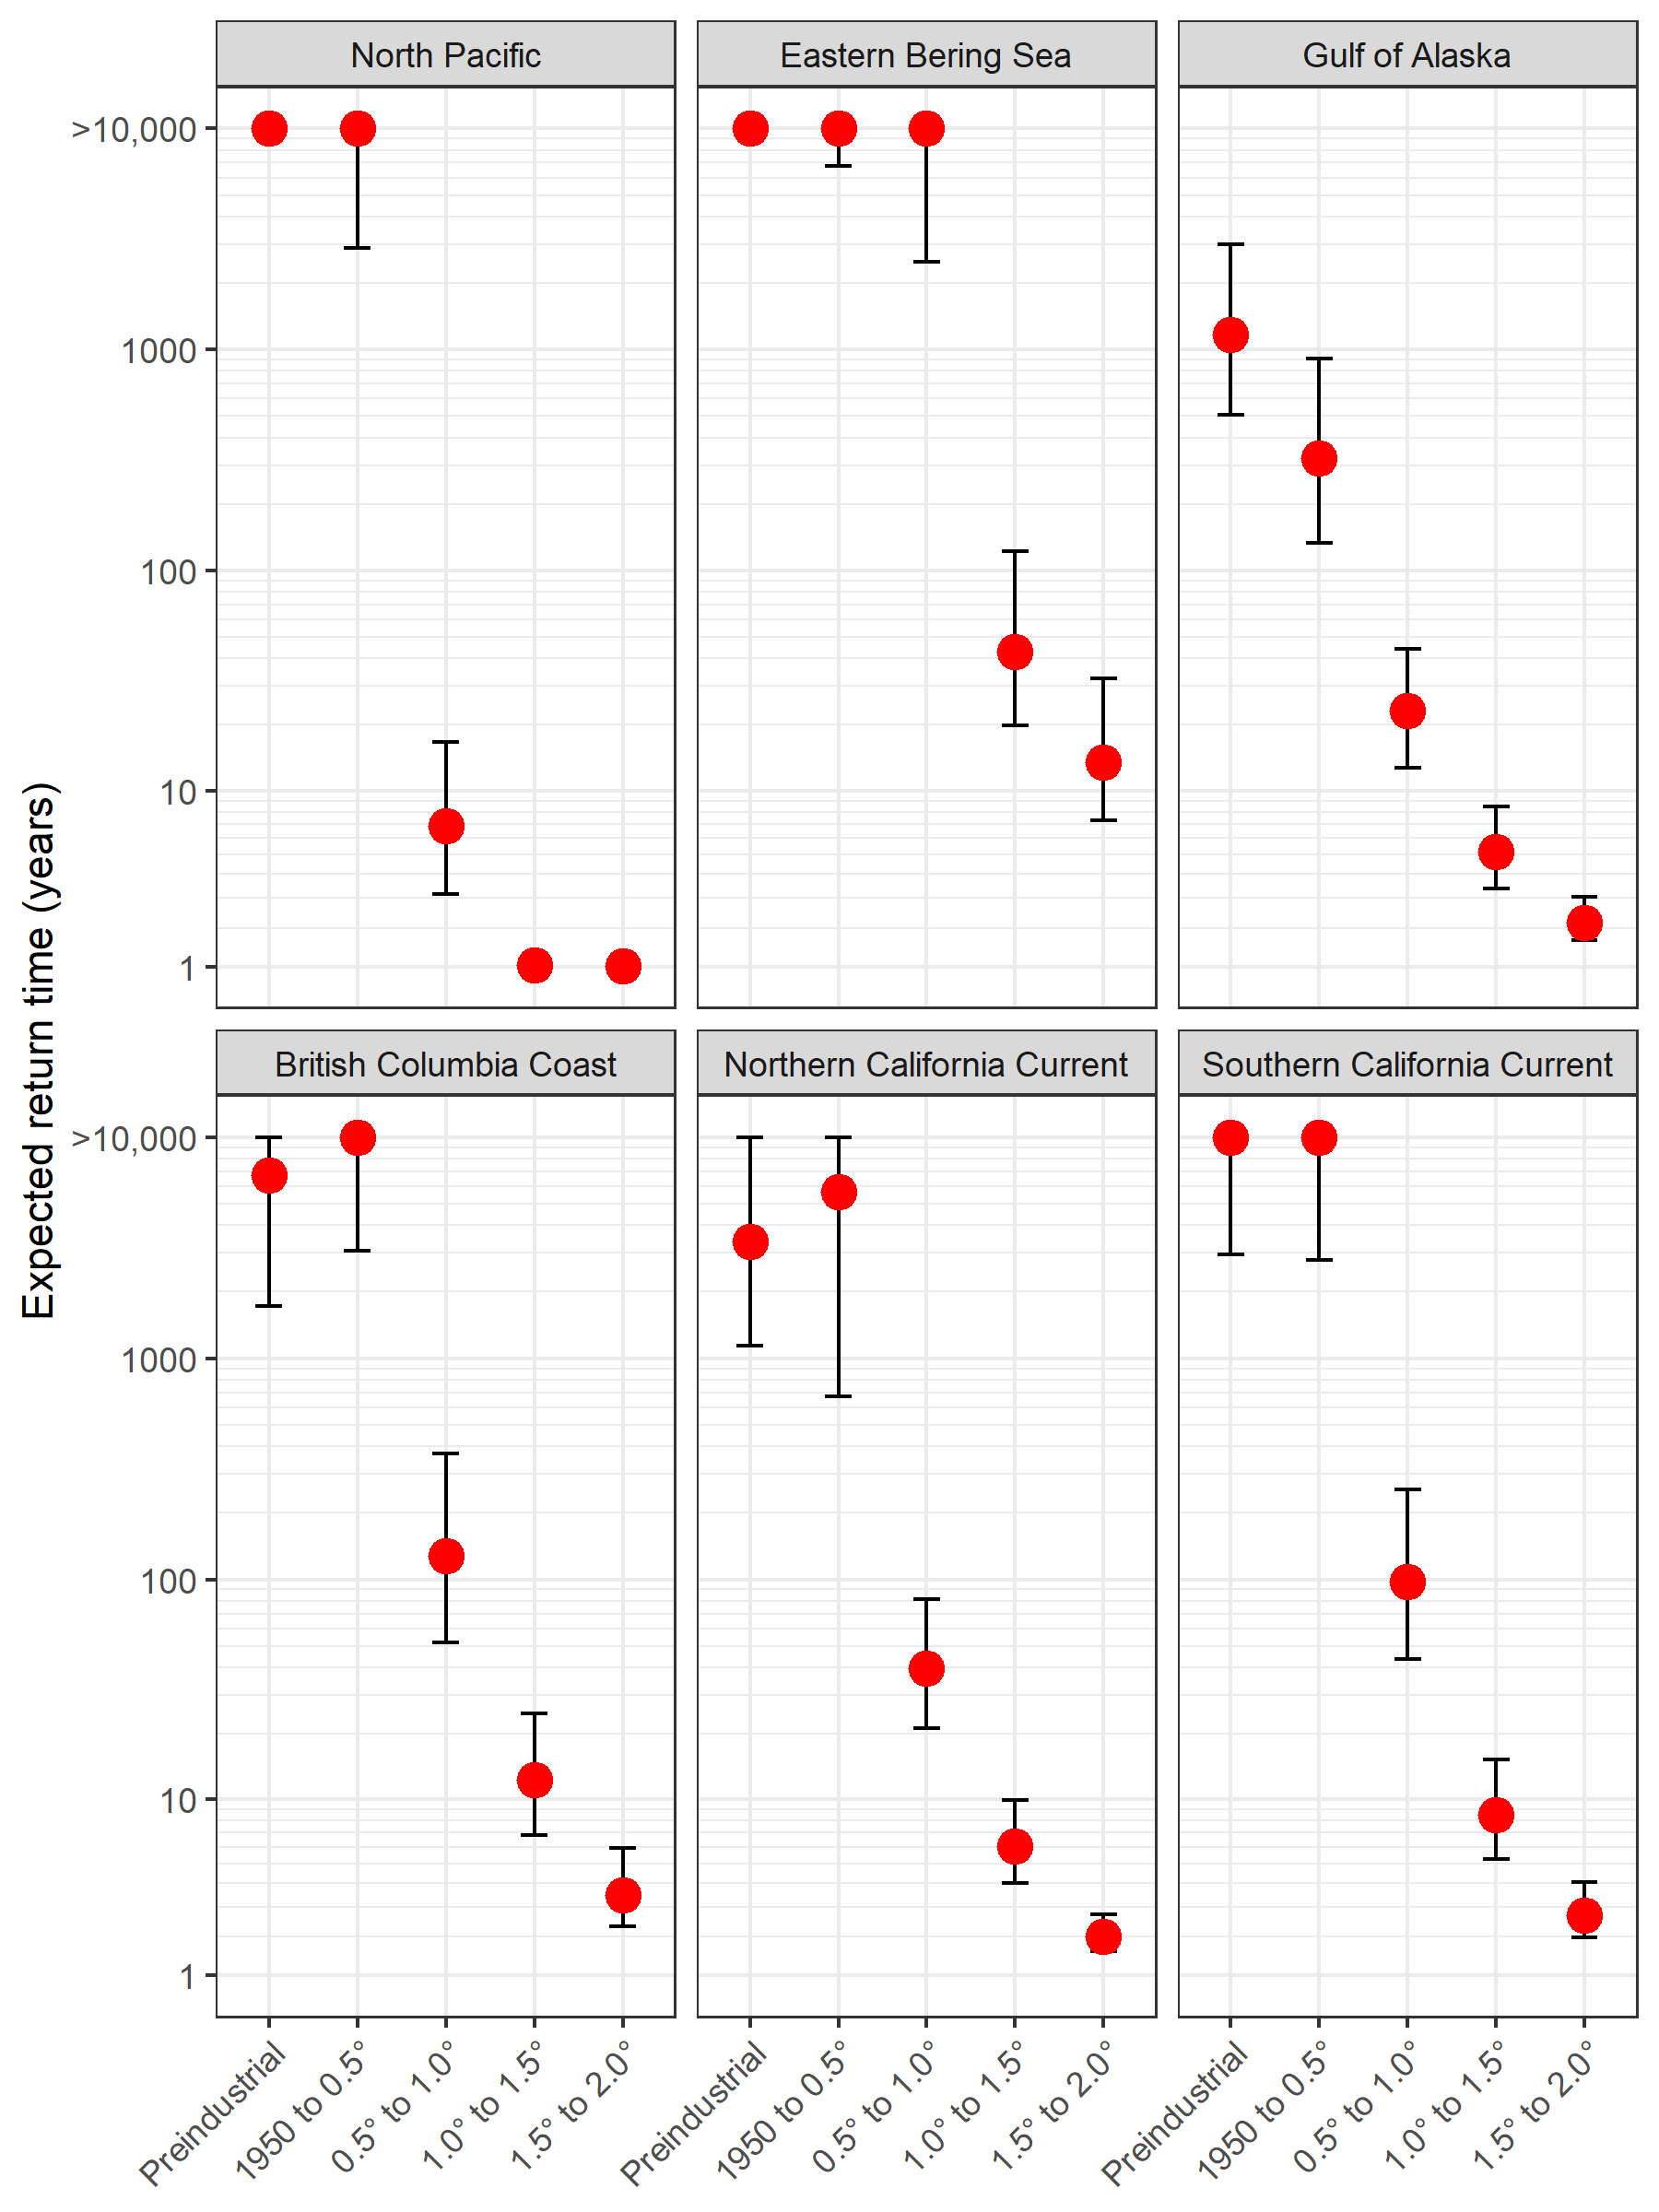 North Pacific
Eastern Bering Sea
Gulf of Alaska
>10,000
1000
100
10
1
British Columbia Coast
Northern California Current
Southern California Current
>10,000
1000
100
10
1
Expected return time (years)
Preindustrial
1950 to 0.5°
0.5° to 1.0°
1.0° to 1.5°
1.5° to 2.0°
Preindustrial
1950 to 0.5°
0.5° to 1.0°
1.0° to 1.5°
1.5° to 2.0°
Preindustrial
1950 to 0.5°
0.5° to 1.0°
1.0° to 1.5°
1.5° to 2.0°